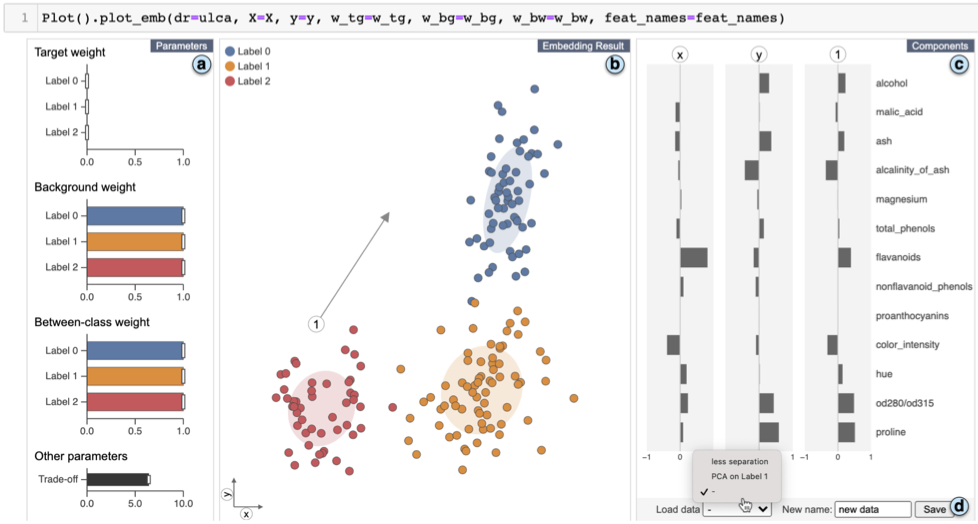 1 Plot().plot_emb(dr=ulca, X=X, y=y, w_tg=w_tg, w_bg=w_bg, w_bw=w_bw, feat_names=feat_names)
Parameters
a
Target weight
Label 0
Label 1
Label 2
0.0 0.5 1.0
Background weight
Label 0
Label 1
Label 2
0.0 0.5 1.0
Between-class weight
Label 0
Label 1
Label 2
0.0 0.5 1.0
Other parameters
Trade-off
0.0 5.0 10.0
Embedding Result
b
Label 0
Label 1
Label 2
1
y
x
Components
c
x y 1
alcohol
malic_acid
ash
alcalinity_of_ash
magnesium
total_phenols
flavanoids
nonflavanoid_phenols
proanthocyanins
color_intensity
hue
od280/od315
proline
−1 0 1 −1 0 1
less separation
PCA on Label 1
✓ -
Load data - New name: new data Save d